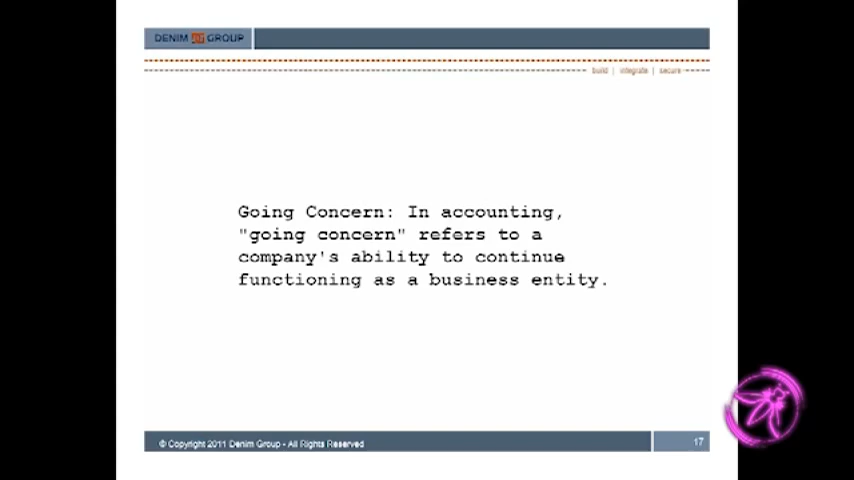 DENIM GROUP
build | integrate | secure
Going Concern: In accounting,
"going concern" refers to a
company's ability to continue
functioning as a business entity.
© Copyright 2011 Denim Group - All Rights Reserved
17